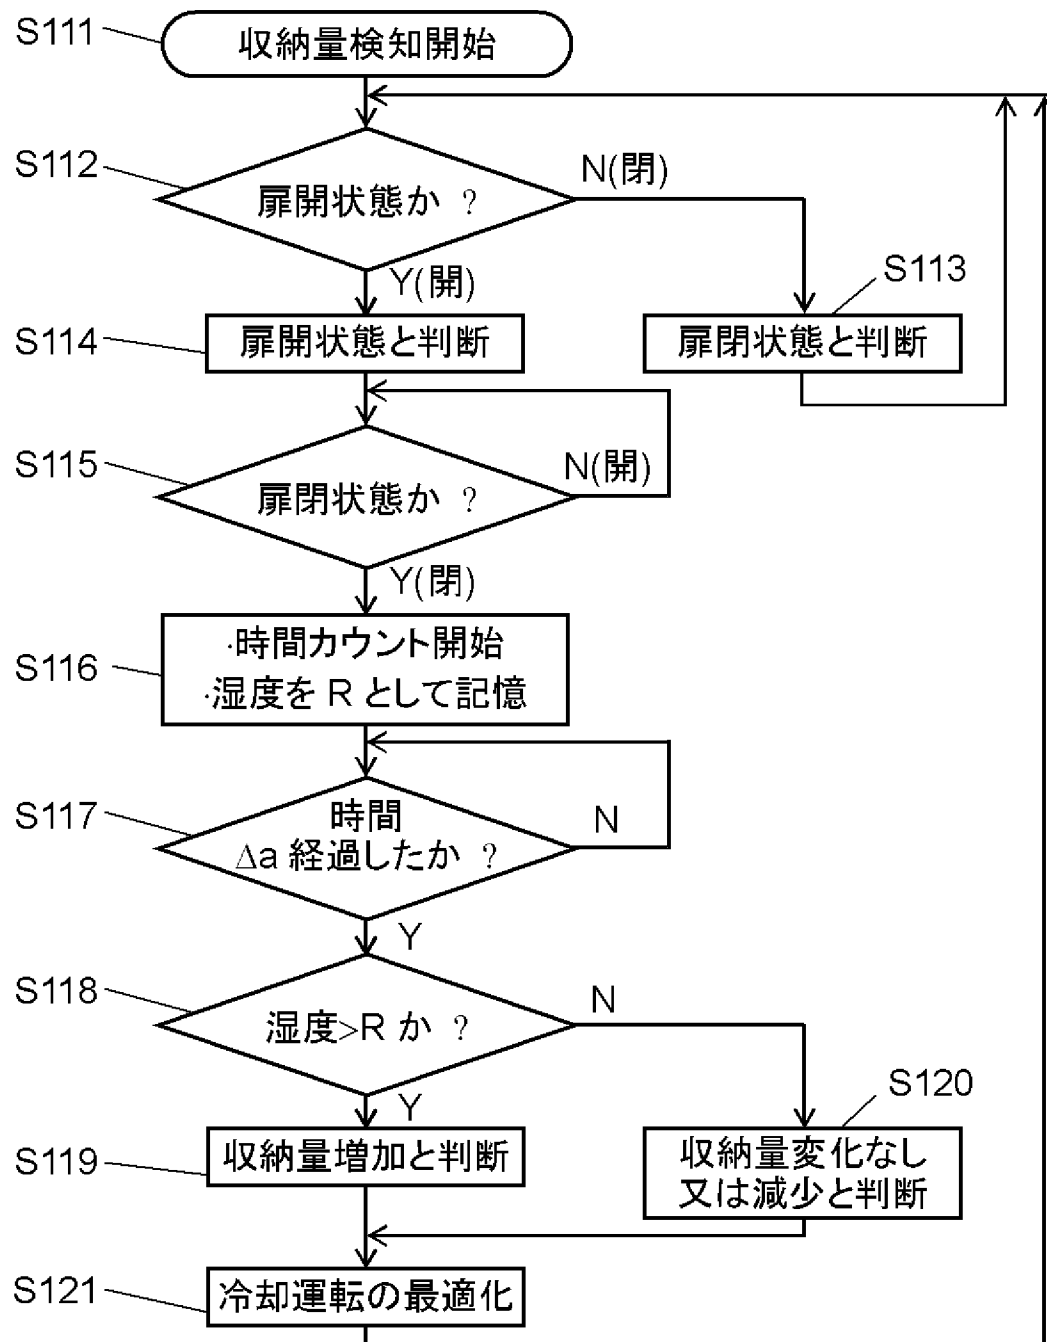 S111
収納量検知開始
S112
扉開状態か ?
N(閉)
Y(開)
S113
S114
扉開状態と判断
扉閉状態と判断
S115
扉閉状態か ?
N(開)
Y(閉)
S116
·時間カウント開始
·湿度を R として記憶
S117
時間
Δa 経過したか ?
N
Y
S118
湿度>R か ?
N
Y
S120
S119
収納量増加と判断
収納量変化なし
又は減少と判断
S121
冷却運転の最適化